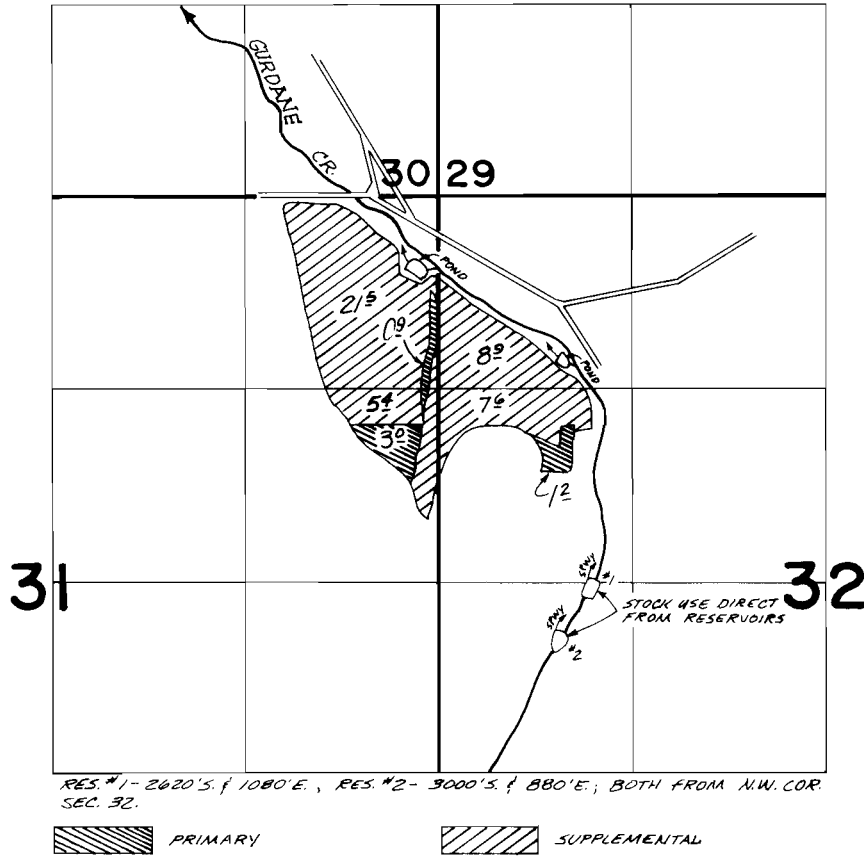 GURDANE
CR.
30 29
POND
21.5
0.9
8.9
POND
5.4
7.6
3.0
1.2
31
32
SPWY
#1
STOCK USE DIRECT
FROM RESERVOIRS
SPWY
#2
RES. #1 - 2620' S. & 1080' E., RES. #2 - 3000' S. & 880' E.; BOTH FROM N.W. COR.
SEC. 32.
PRIMARY
SUPPLEMENTAL